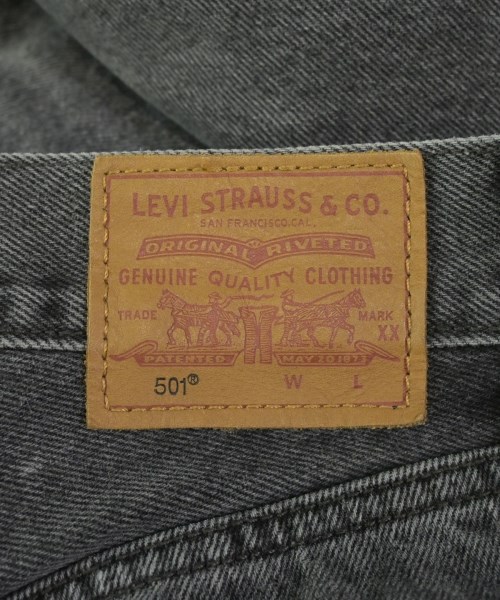 LEVI STRAUSS & CO.
SAN FRANCISCO, CAL.
ORIGINAL RIVETED
GENUINE QUALITY CLOTHING
TRADE MARK
XX
PATENTED MAY 20 1873
501® W L